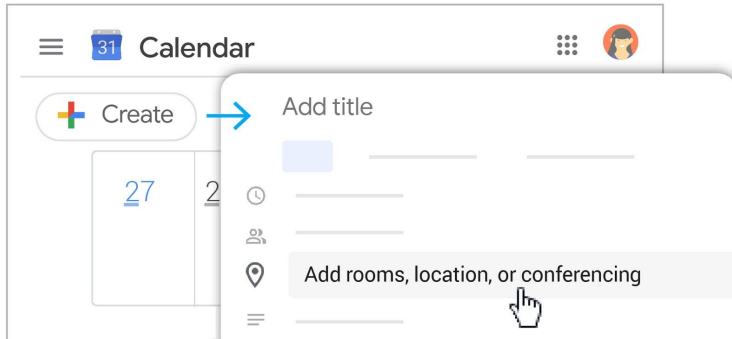 31 Calendar
Create
Add title
27
2
Add rooms, location, or conferencing